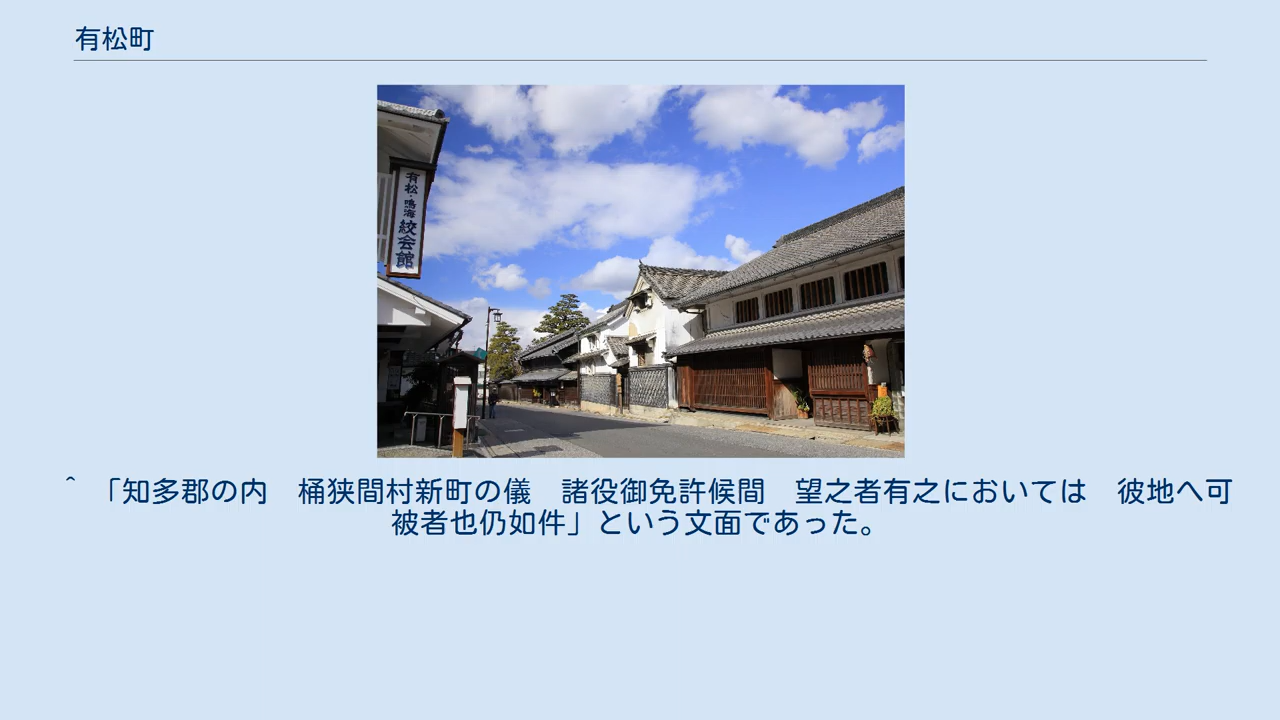 有松町
有松・鳴海
絞会館
^　「知多郡の内　桶狭間村新町の儀　諸役御免許候間　望之者有之においては　彼地へ可
被者也仍如件」という文面であった。